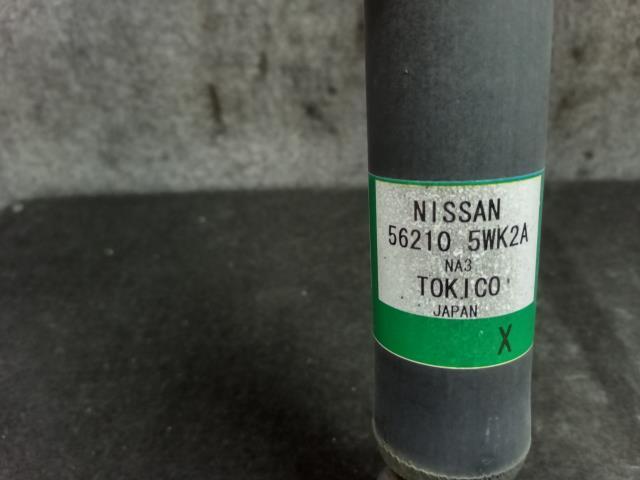 NISSAN
56210 5WK2A
NA3
TOKICO
JAPAN
X